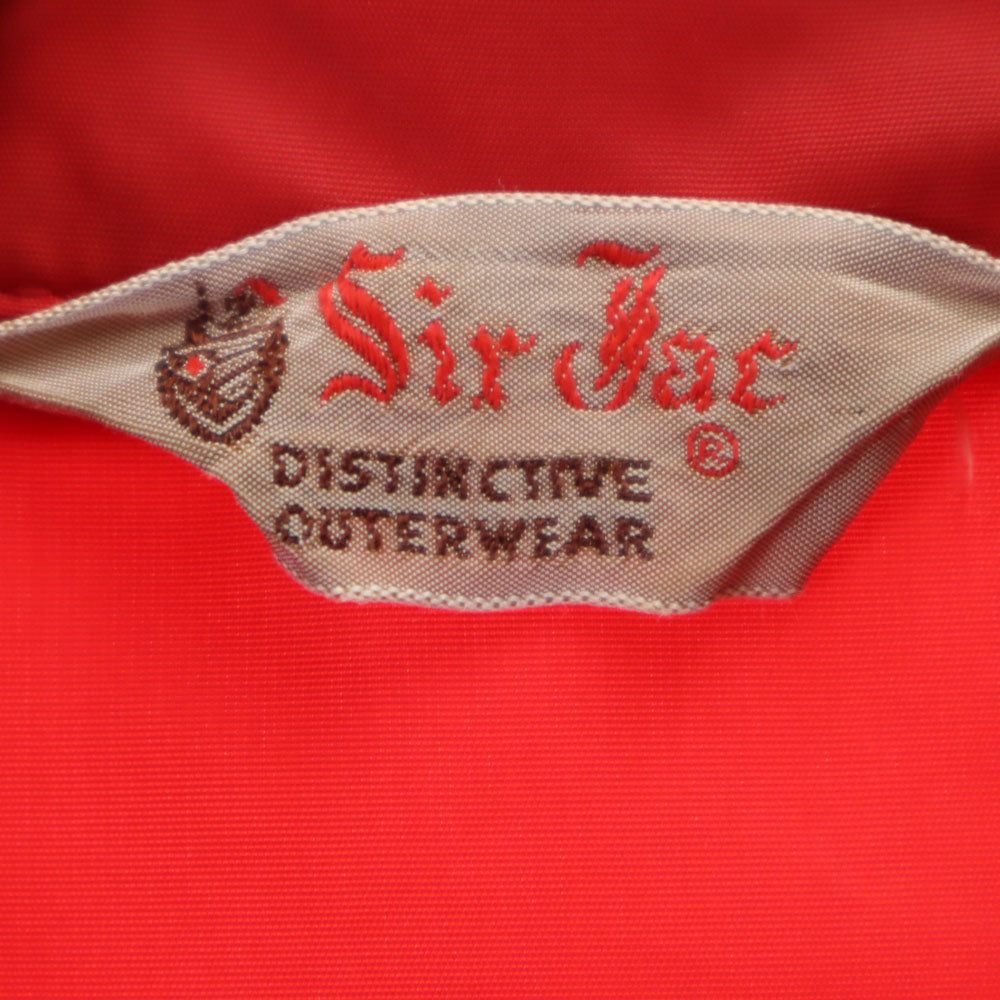 Sir Jac
®
DISTINCTIVE
OUTERWEAR